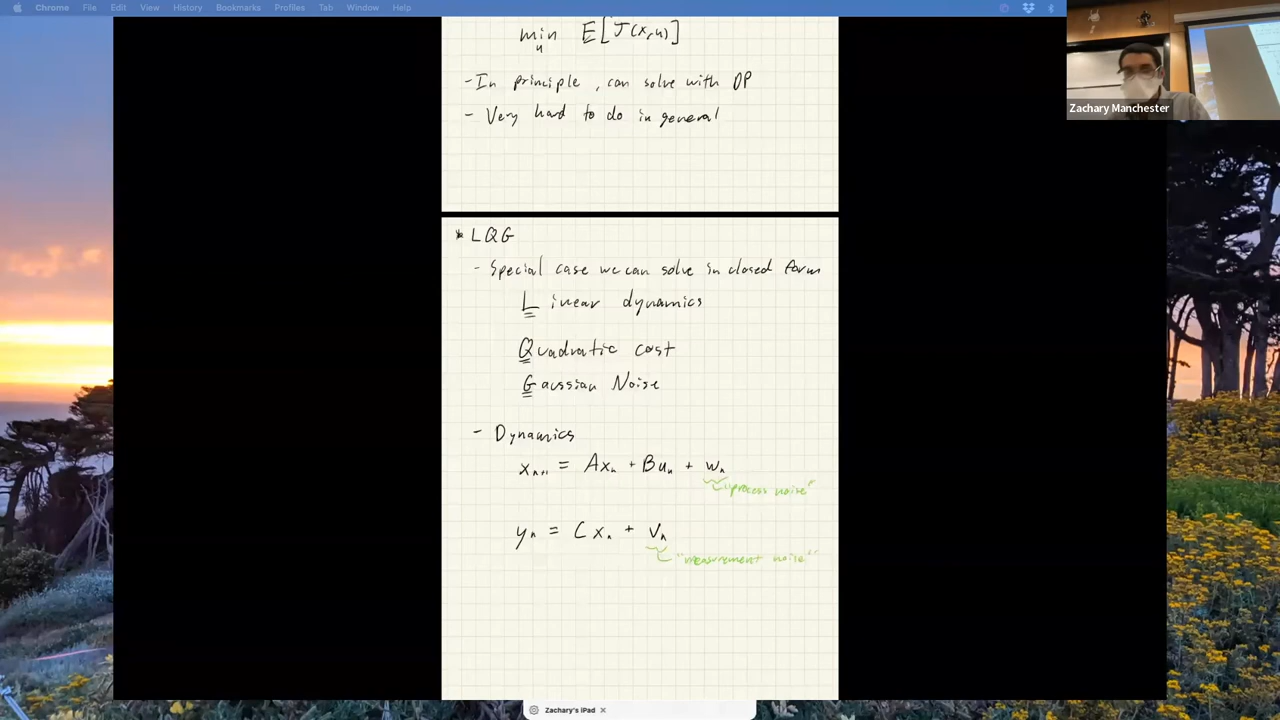 Chrome File Edit View History Bookmarks Profiles Tab Window Help
min E[J(x,u)]
u
- In principle, can solve with DP
- Very hard to do in general
Zachary Manchester
* LQG
- Special case we can solve in closed form
Linear dynamics
Quadratic cost
Gaussian Noise
- Dynamics
xₙ₊₁ = Axₙ + Buₙ + wₙ
"process noise"
yₙ = Cxₙ + vₙ
"measurement noise"
Zachary's iPad